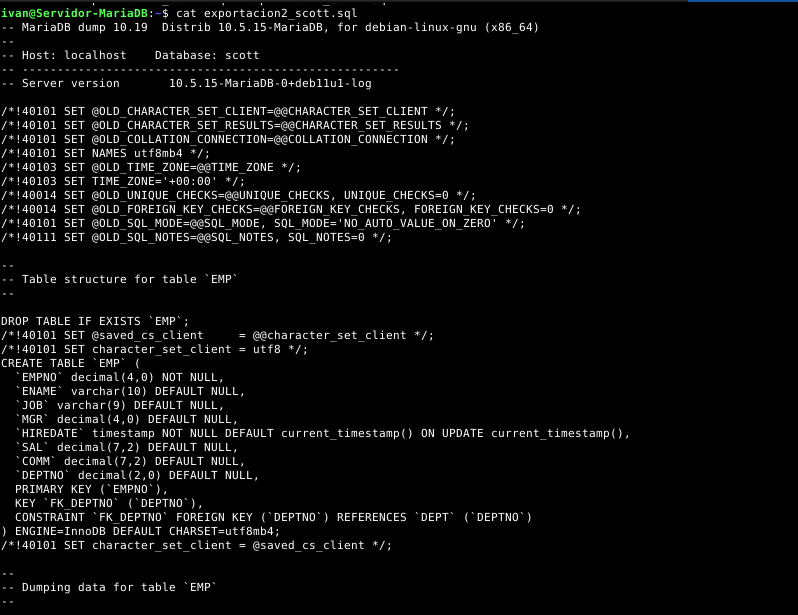 ivan@Servidor-MariaDB:~$ cat exportacion2_scott.sql
-- MariaDB dump 10.19  Distrib 10.5.15-MariaDB, for debian-linux-gnu (x86_64)
--
-- Host: localhost    Database: scott
-- ------------------------------------------------------
-- Server version       10.5.15-MariaDB-0+deb11u1-log

/*!40101 SET @OLD_CHARACTER_SET_CLIENT=@@CHARACTER_SET_CLIENT */;
/*!40101 SET @OLD_CHARACTER_SET_RESULTS=@@CHARACTER_SET_RESULTS */;
/*!40101 SET @OLD_COLLATION_CONNECTION=@@COLLATION_CONNECTION */;
/*!40101 SET NAMES utf8mb4 */;
/*!40103 SET @OLD_TIME_ZONE=@@TIME_ZONE */;
/*!40103 SET TIME_ZONE='+00:00' */;
/*!40014 SET @OLD_UNIQUE_CHECKS=@@UNIQUE_CHECKS, UNIQUE_CHECKS=0 */;
/*!40014 SET @OLD_FOREIGN_KEY_CHECKS=@@FOREIGN_KEY_CHECKS, FOREIGN_KEY_CHECKS=0 */;
/*!40101 SET @OLD_SQL_MODE=@@SQL_MODE, SQL_MODE='NO_AUTO_VALUE_ON_ZERO' */;
/*!40111 SET @OLD_SQL_NOTES=@@SQL_NOTES, SQL_NOTES=0 */;

--
-- Table structure for table `EMP`
--

DROP TABLE IF EXISTS `EMP`;
/*!40101 SET @saved_cs_client     = @@character_set_client */;
/*!40101 SET character_set_client = utf8 */;
CREATE TABLE `EMP` (
  `EMPNO` decimal(4,0) NOT NULL,
  `ENAME` varchar(10) DEFAULT NULL,
  `JOB` varchar(9) DEFAULT NULL,
  `MGR` decimal(4,0) DEFAULT NULL,
  `HIREDATE` timestamp NOT NULL DEFAULT current_timestamp() ON UPDATE current_timestamp(),
  `SAL` decimal(7,2) DEFAULT NULL,
  `COMM` decimal(7,2) DEFAULT NULL,
  `DEPTNO` decimal(2,0) DEFAULT NULL,
  PRIMARY KEY (`EMPNO`),
  KEY `FK_DEPTNO` (`DEPTNO`),
  CONSTRAINT `FK_DEPTNO` FOREIGN KEY (`DEPTNO`) REFERENCES `DEPT` (`DEPTNO`)
) ENGINE=InnoDB DEFAULT CHARSET=utf8mb4;
/*!40101 SET character_set_client = @saved_cs_client */;

--
-- Dumping data for table `EMP`
--